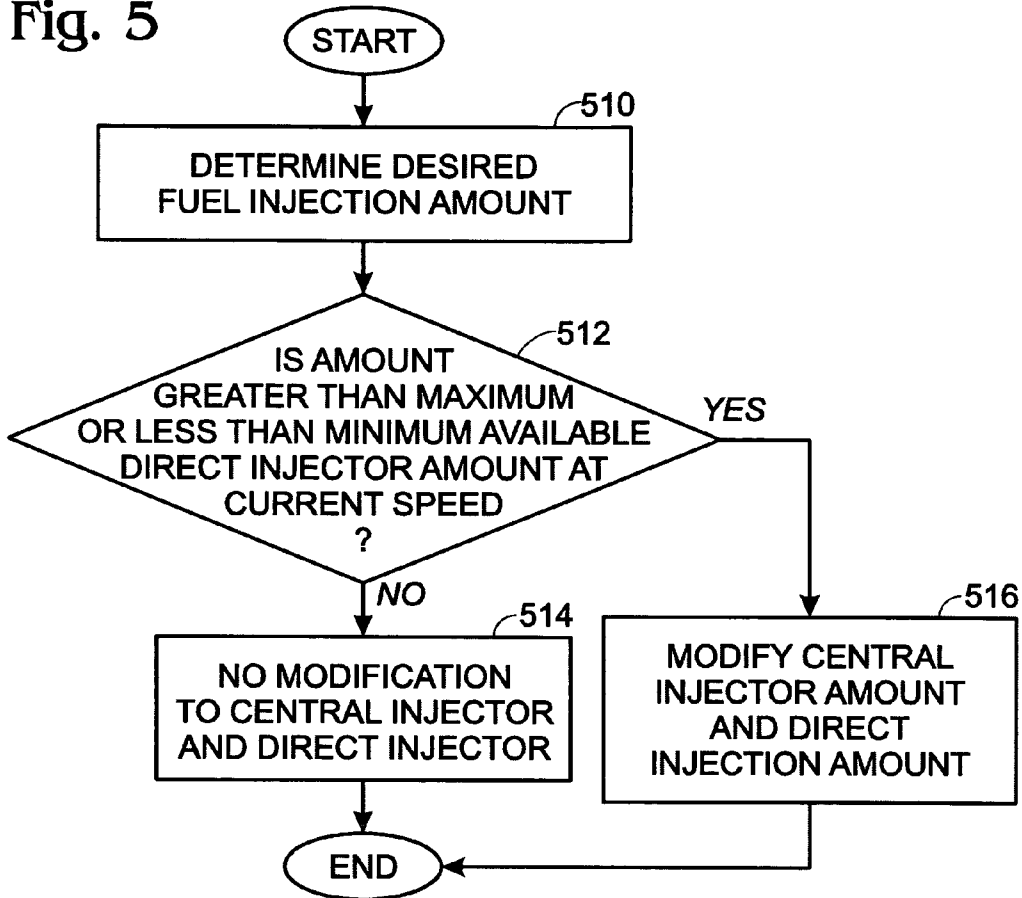 Fig. 5
START
510
DETERMINE DESIRED
FUEL INJECTION AMOUNT
512
IS AMOUNT
GREATER THAN MAXIMUM
OR LESS THAN MINIMUM AVAILABLE
DIRECT INJECTOR AMOUNT AT
CURRENT SPEED
?
YES
NO
514
NO MODIFICATION
TO CENTRAL INJECTOR
AND DIRECT INJECTOR
516
MODIFY CENTRAL
INJECTOR AMOUNT
AND DIRECT
INJECTION AMOUNT
END